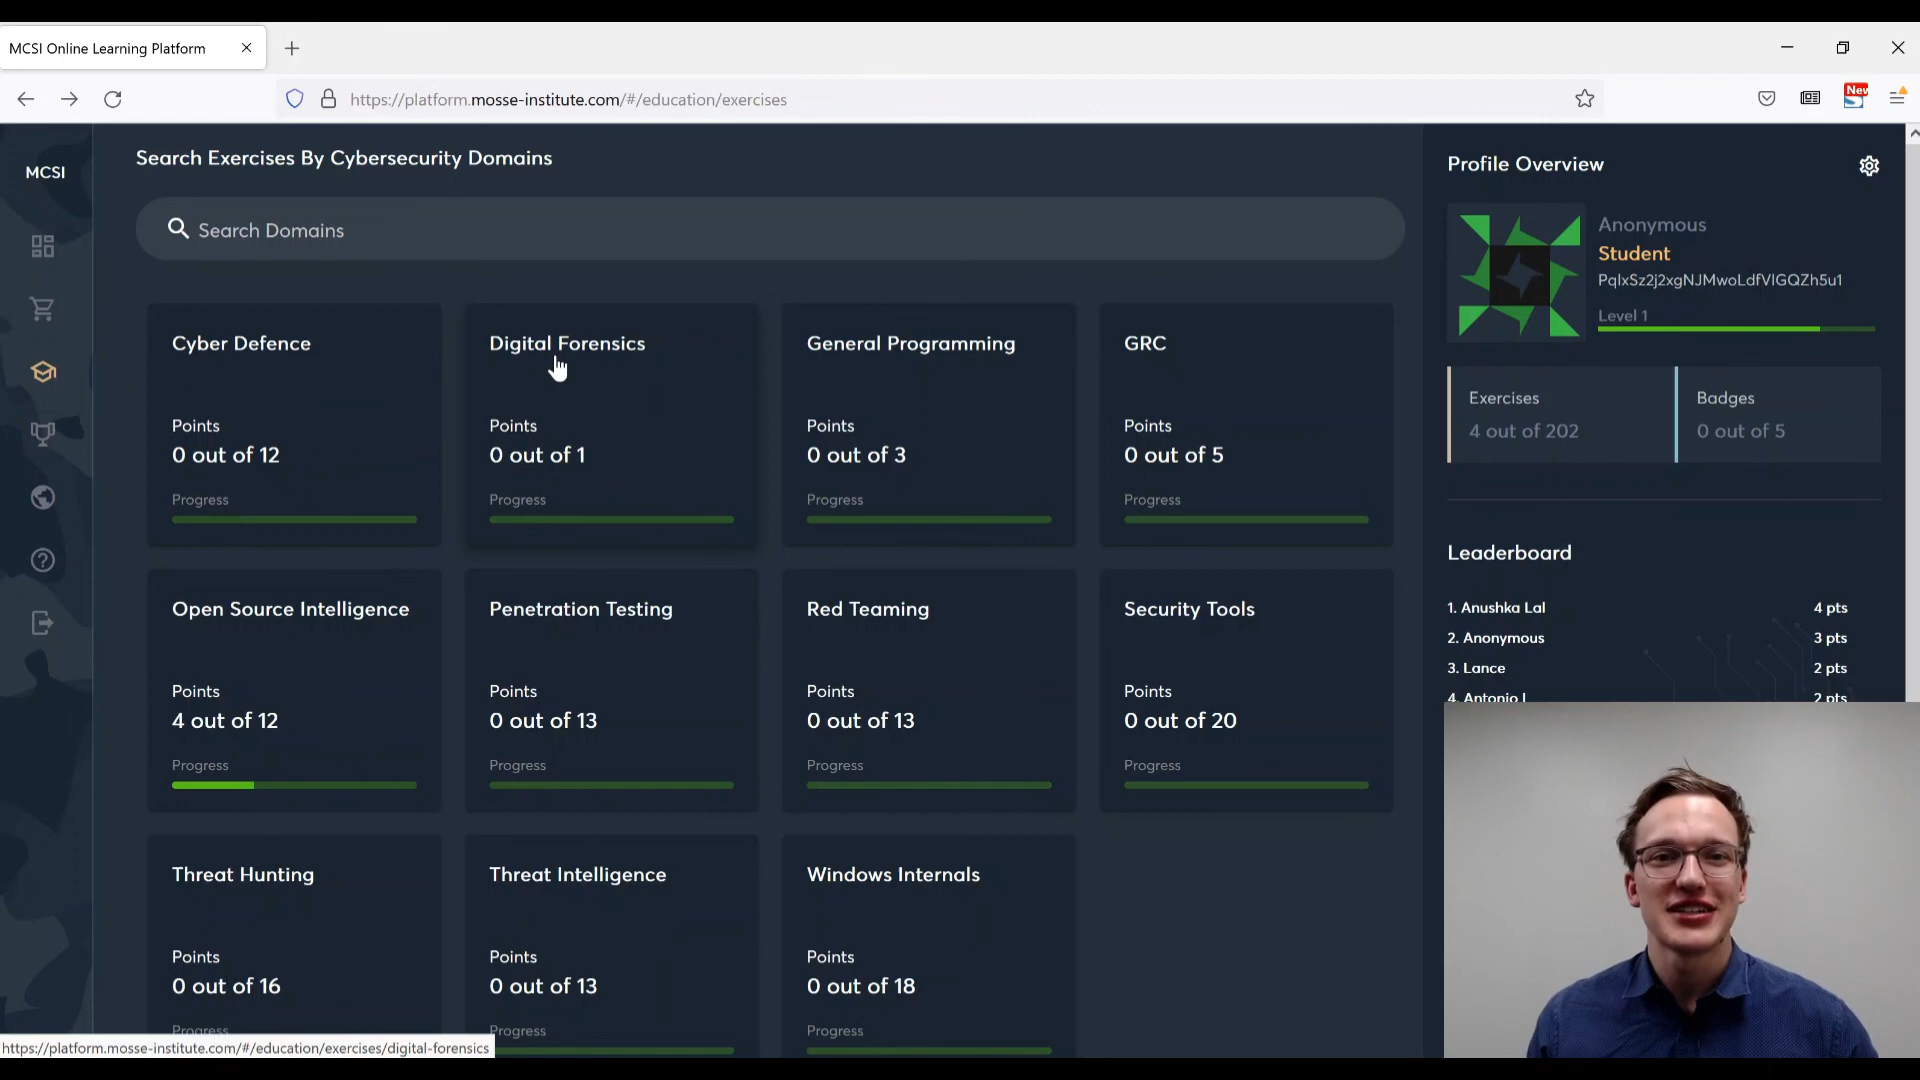 MCSI Online Learning Platform
https://platform.mosse-institute.com/#/education/exercises
New
MCSI
Search Exercises By Cybersecurity Domains
Search Domains
Cyber Defence
Points
0 out of 12
Progress
Digital Forensics
Points
0 out of 1
Progress
General Programming
Points
0 out of 3
Progress
GRC
Points
0 out of 5
Progress
Open Source Intelligence
Points
4 out of 12
Progress
Penetration Testing
Points
0 out of 13
Progress
Red Teaming
Points
0 out of 13
Progress
Security Tools
Points
0 out of 20
Progress
Threat Hunting
Points
0 out of 16
Progress
Threat Intelligence
Points
0 out of 13
Progress
Windows Internals
Points
0 out of 18
Progress
Profile Overview
Anonymous
Student
PqlxSz2j2xgNJMwoLdfVlGQZh5u1
Level 1
Exercises
4 out of 202
Badges
0 out of 5
Leaderboard
1. Anushka Lal 4 pts
2. Anonymous 3 pts
3. Lance 2 pts
4. Antonio 2 pts
https://platform.mosse-institute.com/#/education/exercises/digital-forensics